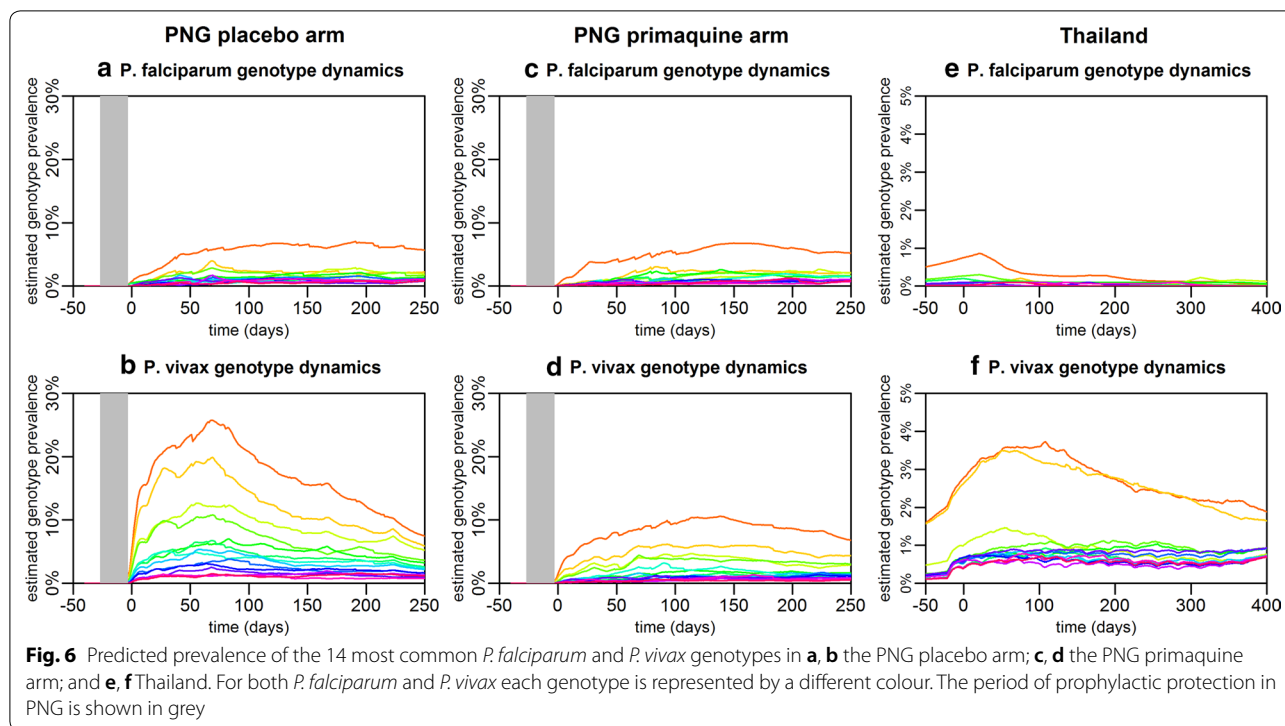 PNG placebo arm
PNG primaquine arm
Thailand
a P. falciparum genotype dynamics
c P. falciparum genotype dynamics
e P. falciparum genotype dynamics
estimated genotype prevalence
0% 10% 20% 30%
-50 0 50 100 150 200 250
time (days)
estimated genotype prevalence
0% 10% 20% 30%
-50 0 50 100 150 200 250
time (days)
estimated genotype prevalence
0% 1% 2% 3% 4% 5%
-50 0 100 200 300 400
time (days)
b P. vivax genotype dynamics
d P. vivax genotype dynamics
f P. vivax genotype dynamics
estimated genotype prevalence
0% 10% 20% 30%
-50 0 50 100 150 200 250
time (days)
estimated genotype prevalence
0% 10% 20% 30%
-50 0 50 100 150 200 250
time (days)
estimated genotype prevalence
0% 1% 2% 3% 4% 5%
-50 0 100 200 300 400
time (days)
Fig. 6 Predicted prevalence of the 14 most common P. falciparum and P. vivax genotypes in a, b the PNG placebo arm; c, d the PNG primaquine
arm; and e, f Thailand. For both P. falciparum and P. vivax each genotype is represented by a different colour. The period of prophylactic protection in
PNG is shown in grey